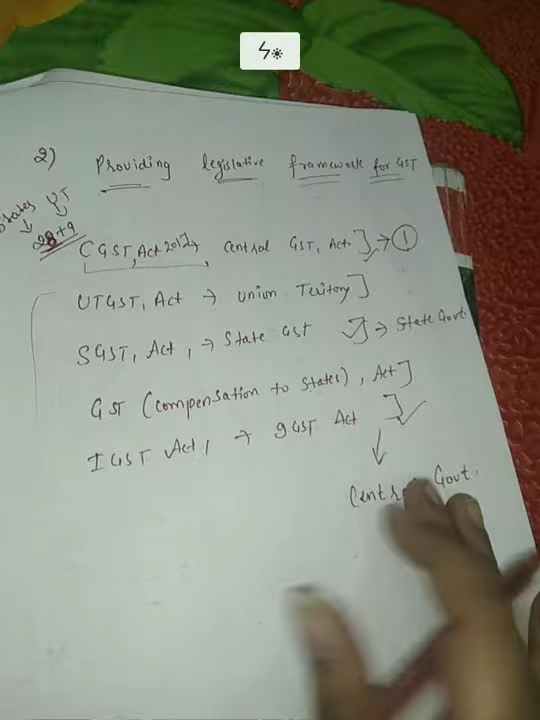 2) Providing legislative framework for GST
States UT
28+9
CGST, Act 2017, Central GST, Act → 1
UTGST, Act → Union Teritory
SGST, Act, → State GST → State Govt
GST (Compensation to States), Act
IGST Act, → IGST Act
Central Govt.